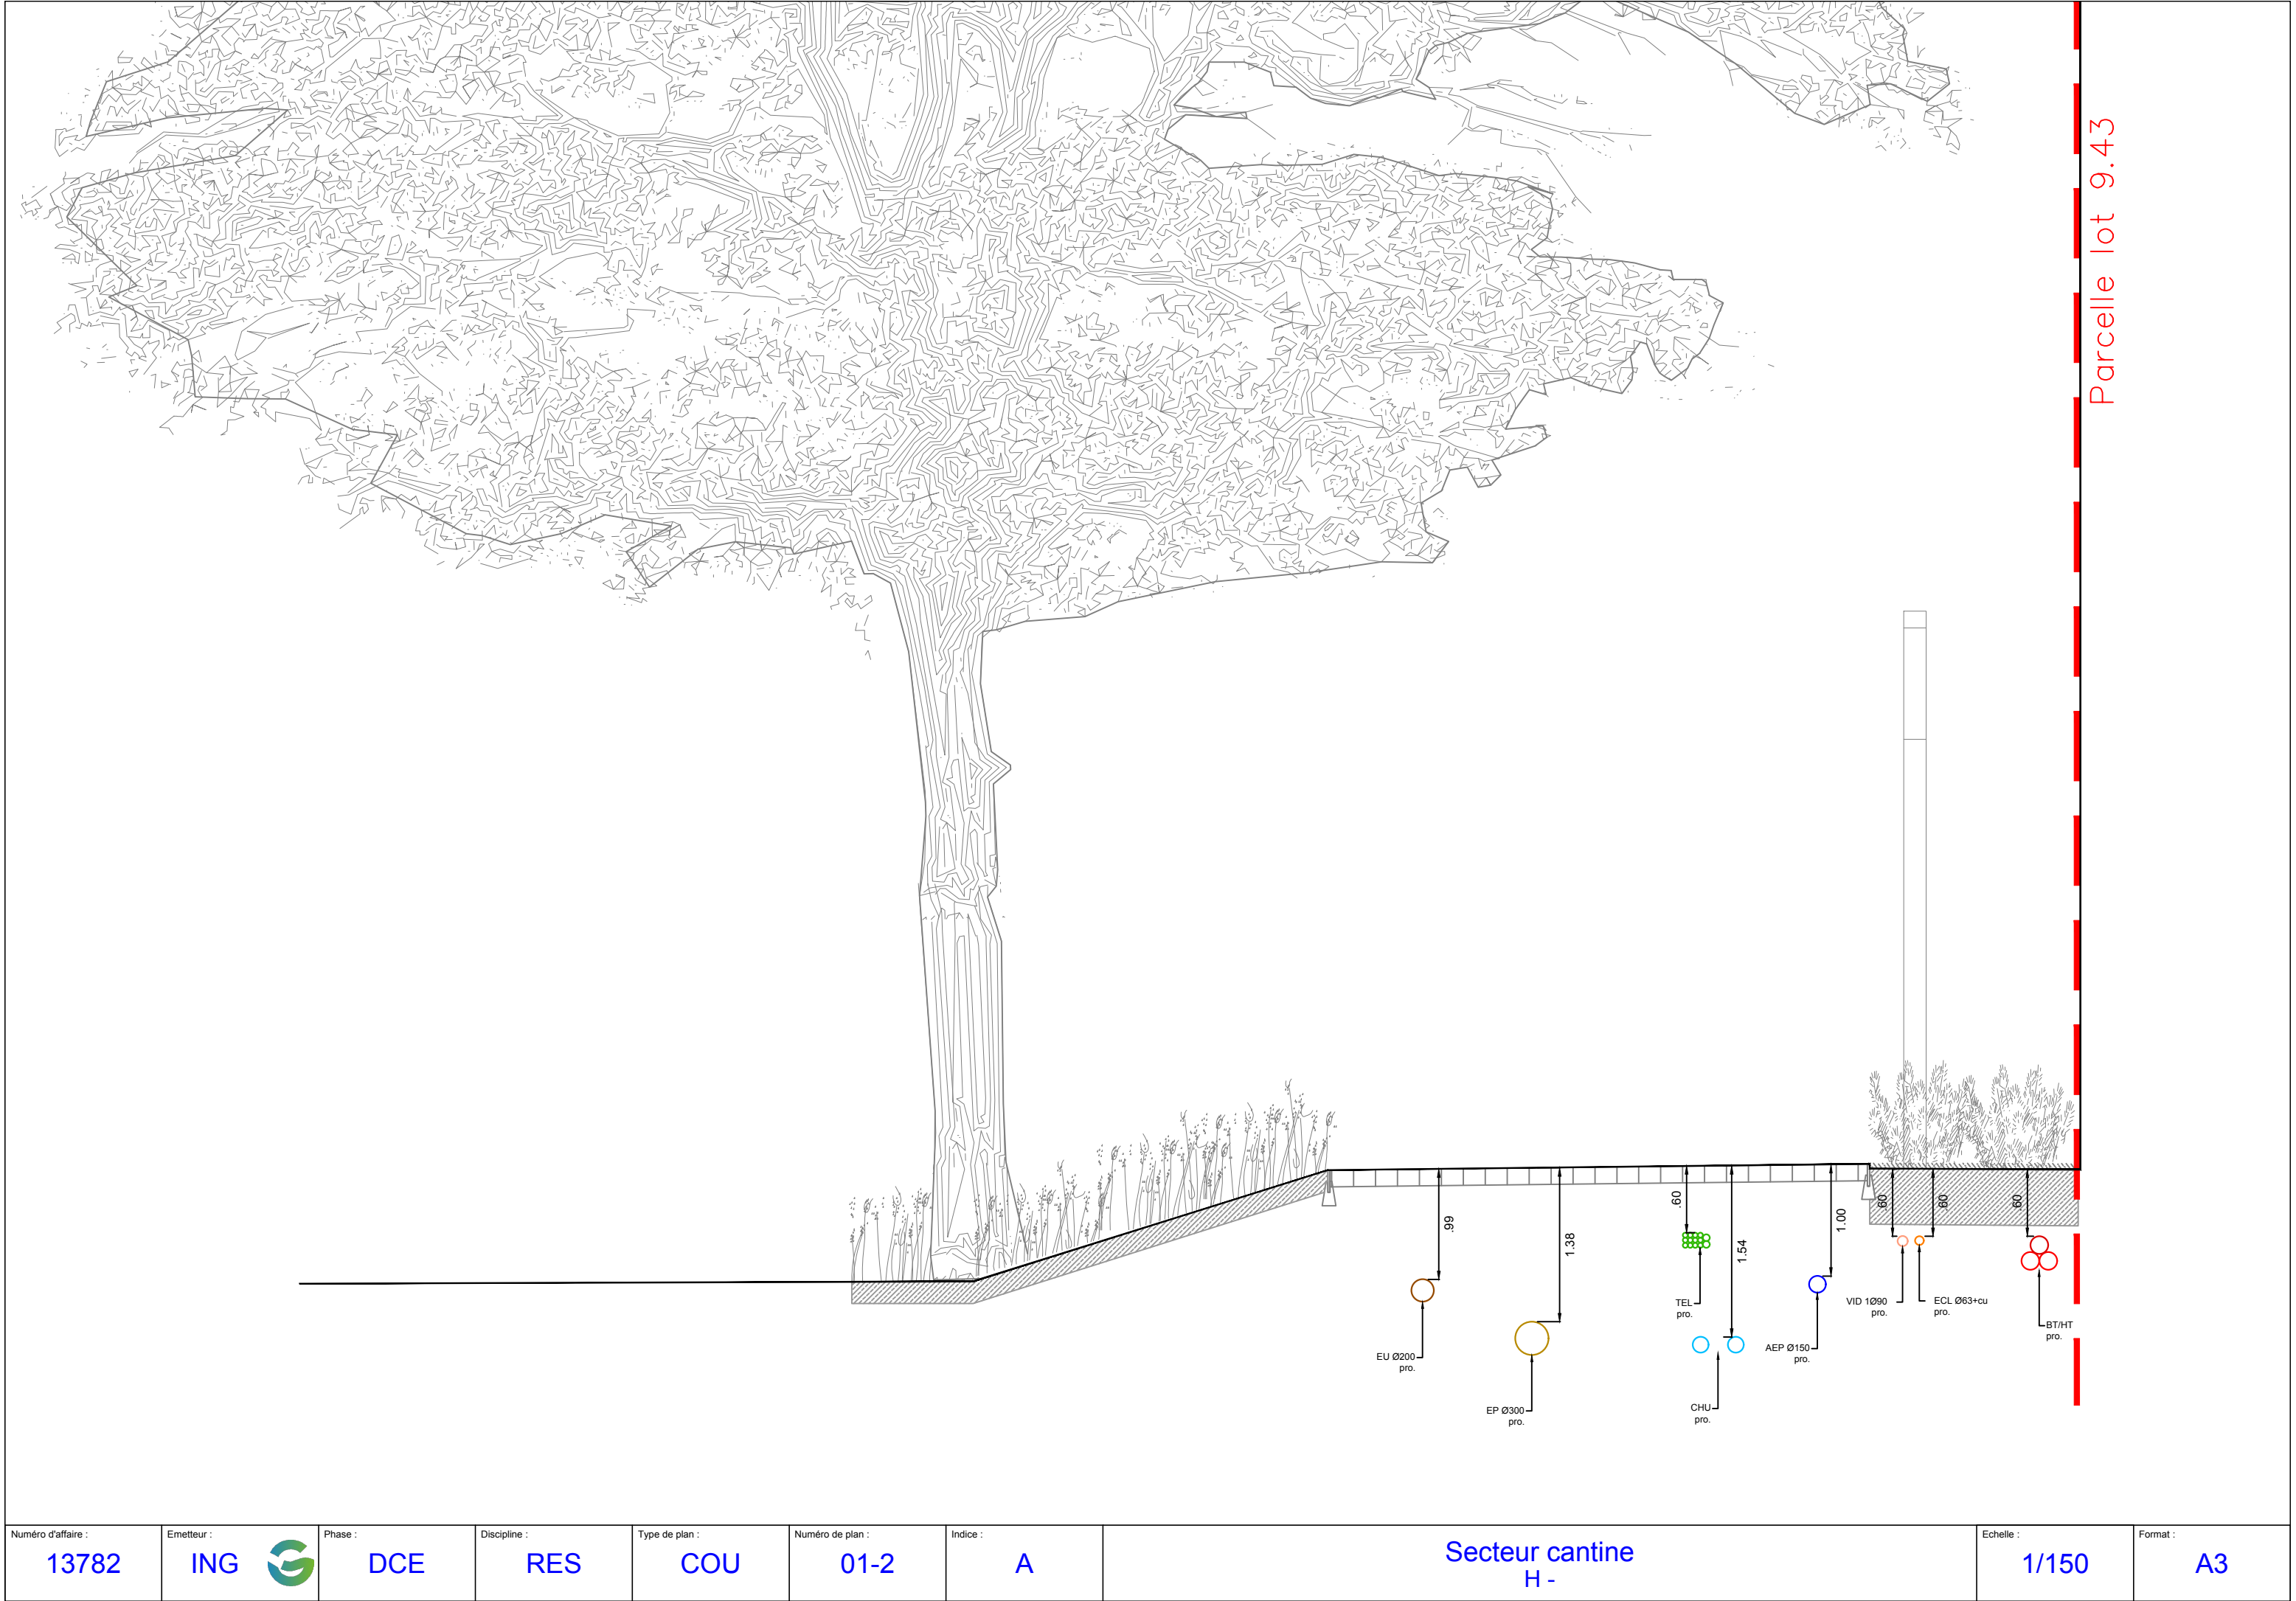 Parcelle lot 9.43
.99
1.38
.60
1.54
1.00
.60
.60
.60
EU Ø200
pro.
EP Ø300
pro.
TEL
pro.
CHU
pro.
AEP Ø150
pro.
VID 1Ø90
pro.
ECL Ø63+cu
pro.
BT/HT
pro.
Numéro d'affaire :
13782
Emetteur :
ING
Phase :
DCE
Discipline :
RES
Type de plan :
COU
Numéro de plan :
01-2
Indice :
A
Secteur cantine
H -
Echelle :
1/150
Format :
A3